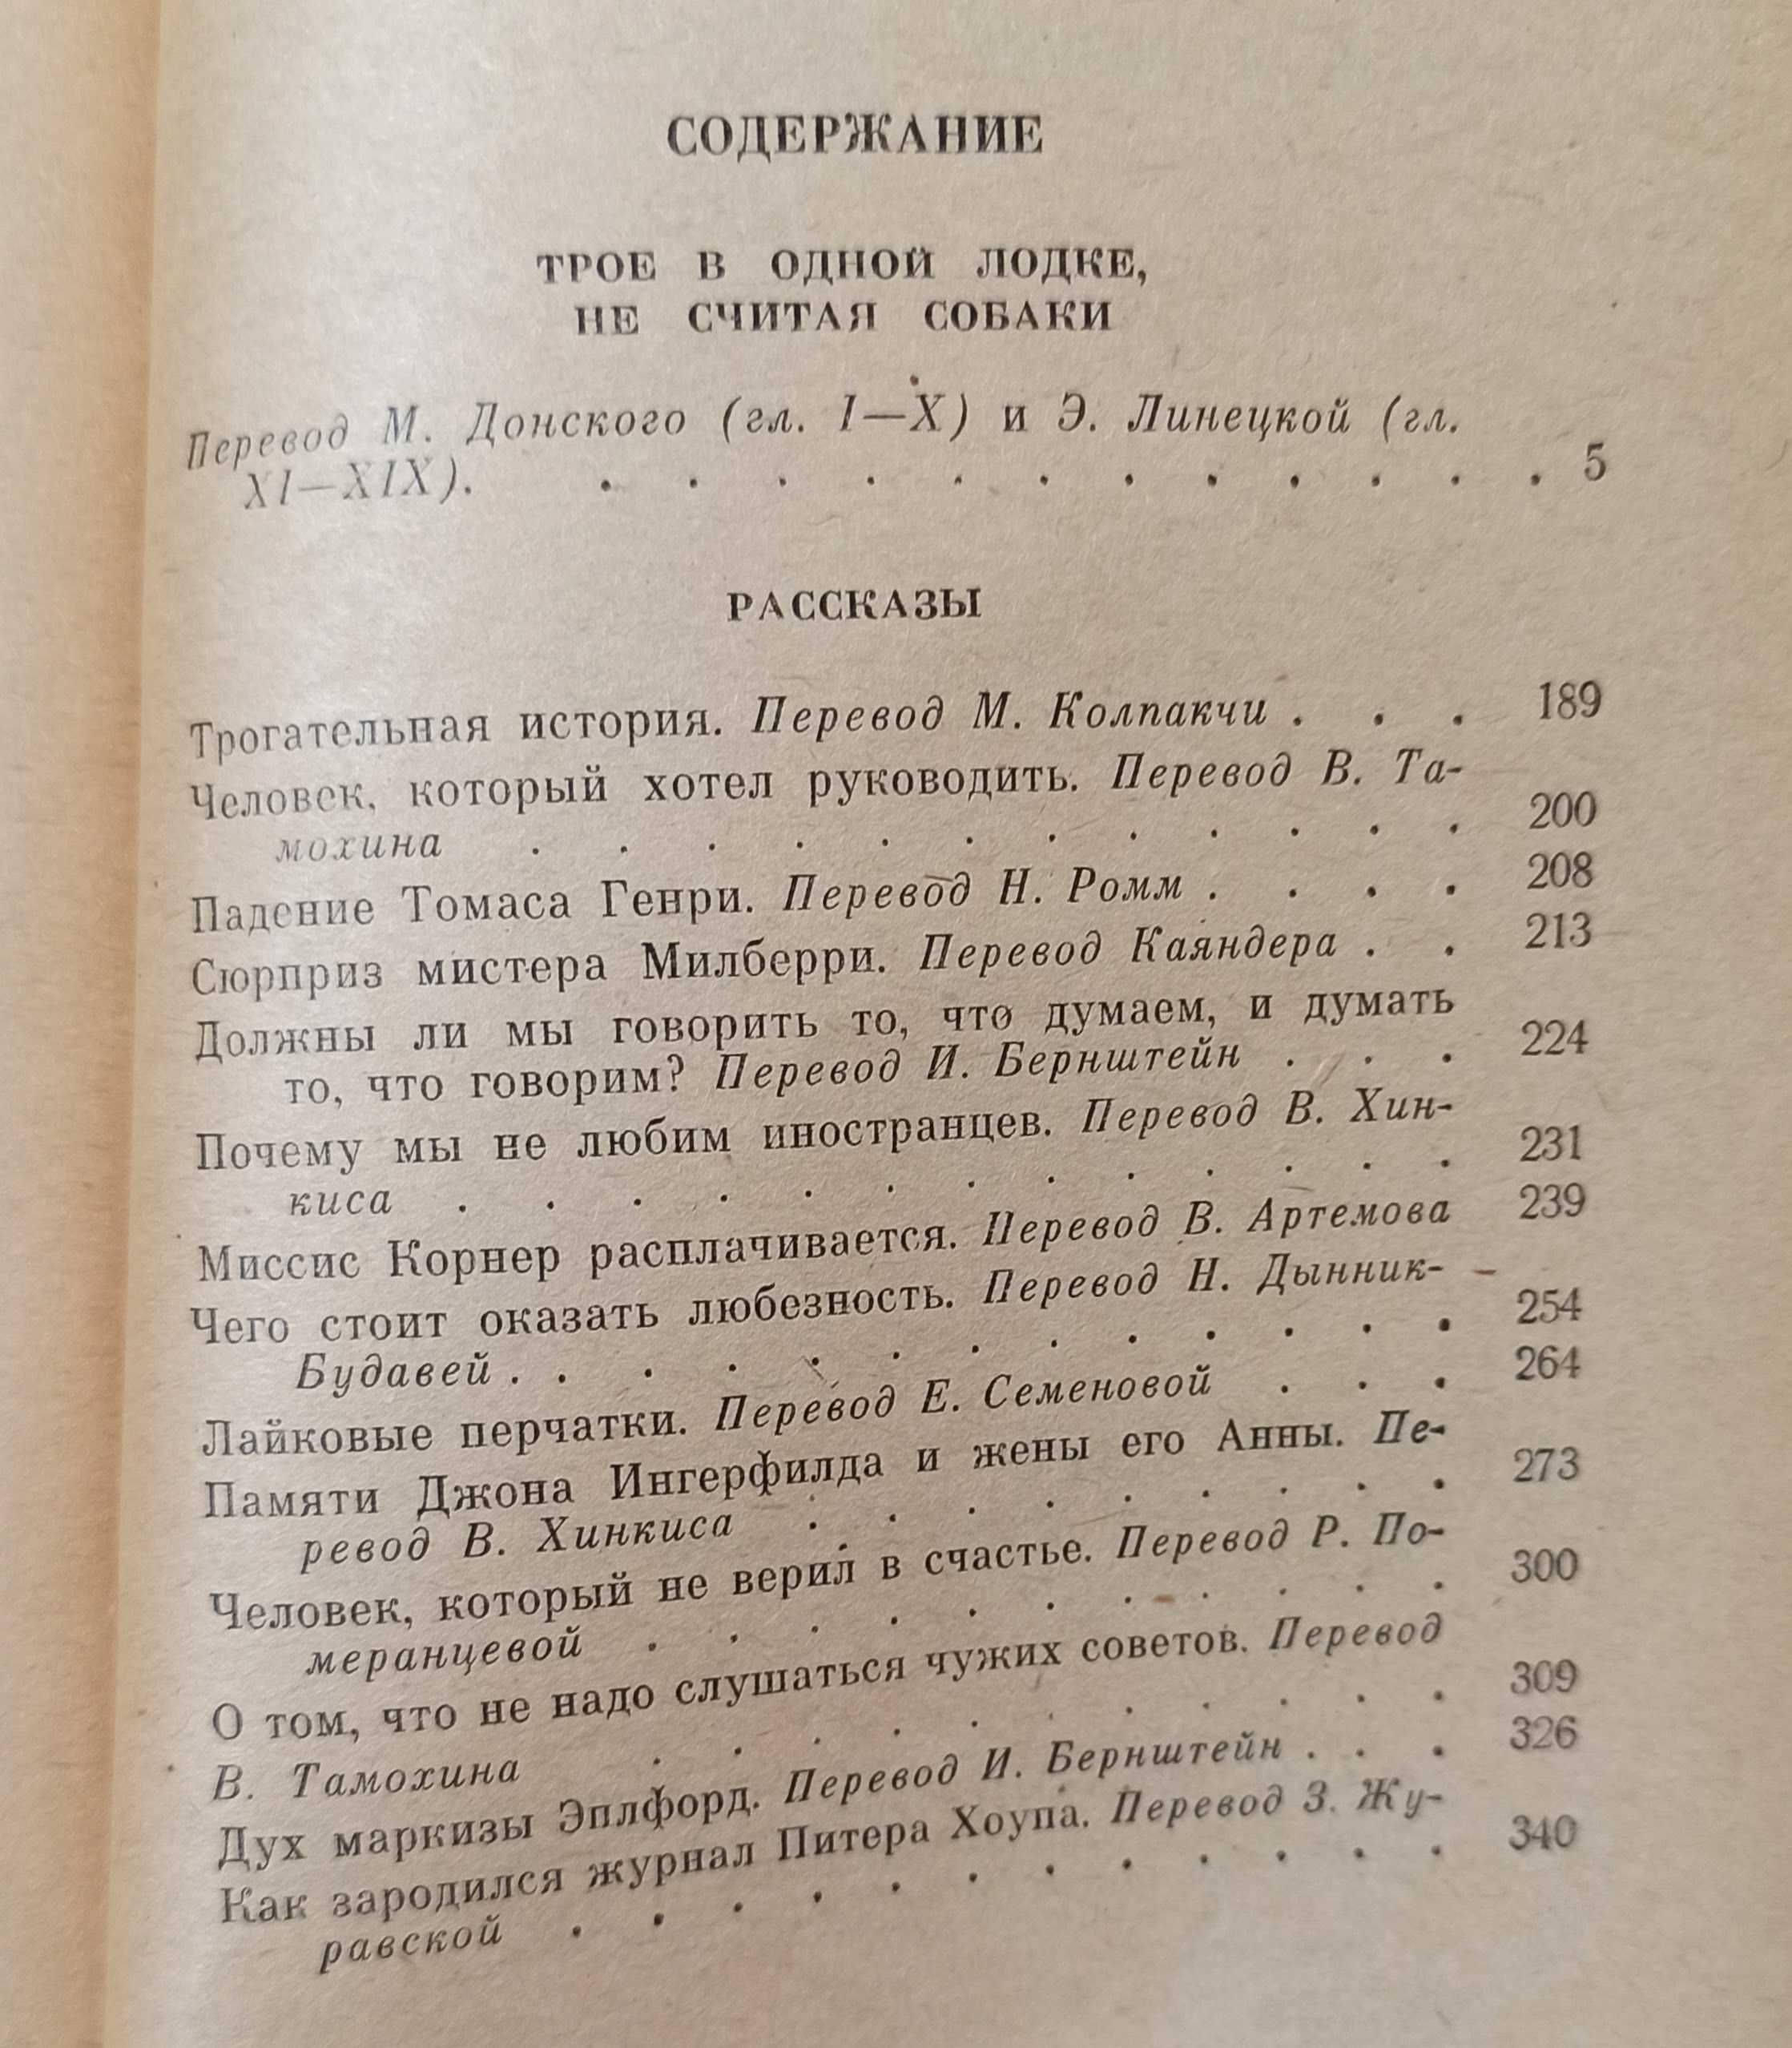 СОДЕРЖАНИЕ
ТРОЕ В ОДНОЙ ЛОДКЕ,
НЕ СЧИТАЯ СОБАКИ
Перевод М. Донского (гл. I—X) и Э. Линецкой (гл.
XI—XIX). . . . . . . . . . . . . 5
РАССКАЗЫ
Трогательная история. Перевод М. Колпакчи . . . 189
Человек, который хотел руководить. Перевод В. Та-
мохина . . . . . . . . . . . . 200
Падение Томаса Генри. Перевод Н. Ромм . . . . 208
Сюрприз мистера Милберри. Перевод Каяндера . . 213
Должны ли мы говорить то, что думаем, и думать
то, что говорим? Перевод И. Бернштейн . . . 224
Почему мы не любим иностранцев. Перевод В. Хин-
киса . . . . . . . . . . . . . 231
Миссис Корнер расплачивается. Перевод В. Артемова 239
Чего стоит оказать любезность. Перевод Н. Дынник-
Будавей . . . . . . . . . . . . . 254
Лайковые перчатки. Перевод Е. Семеновой . . . 264
Памяти Джона Ингерфилда и жены его Анны. Пе-
ревод В. Хинкиса . . . . . . . . . 273
Человек, который не верил в счастье. Перевод Р. По-
меранцевой . . . . . . . . . . . 300
О том, что не надо слушаться чужих советов. Перевод
В. Тамохина . . . . . . . . . . . 309
Дух маркизы Эплфорд. Перевод И. Бернштейн . . . 326
Как зародился журнал Питера Хоупа. Перевод З. Жу-
равской . . . . . . . . . . . . 340